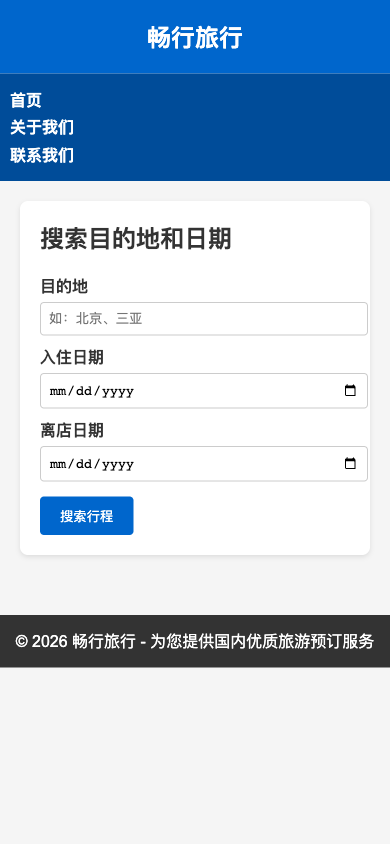 畅行旅行
首页
关于我们
联系我们
搜索目的地和日期
目的地
如：北京、三亚
入住日期
mm/dd/yyyy
离店日期
mm/dd/yyyy
搜索行程
© 2026 畅行旅行 - 为您提供国内优质旅游预订服务